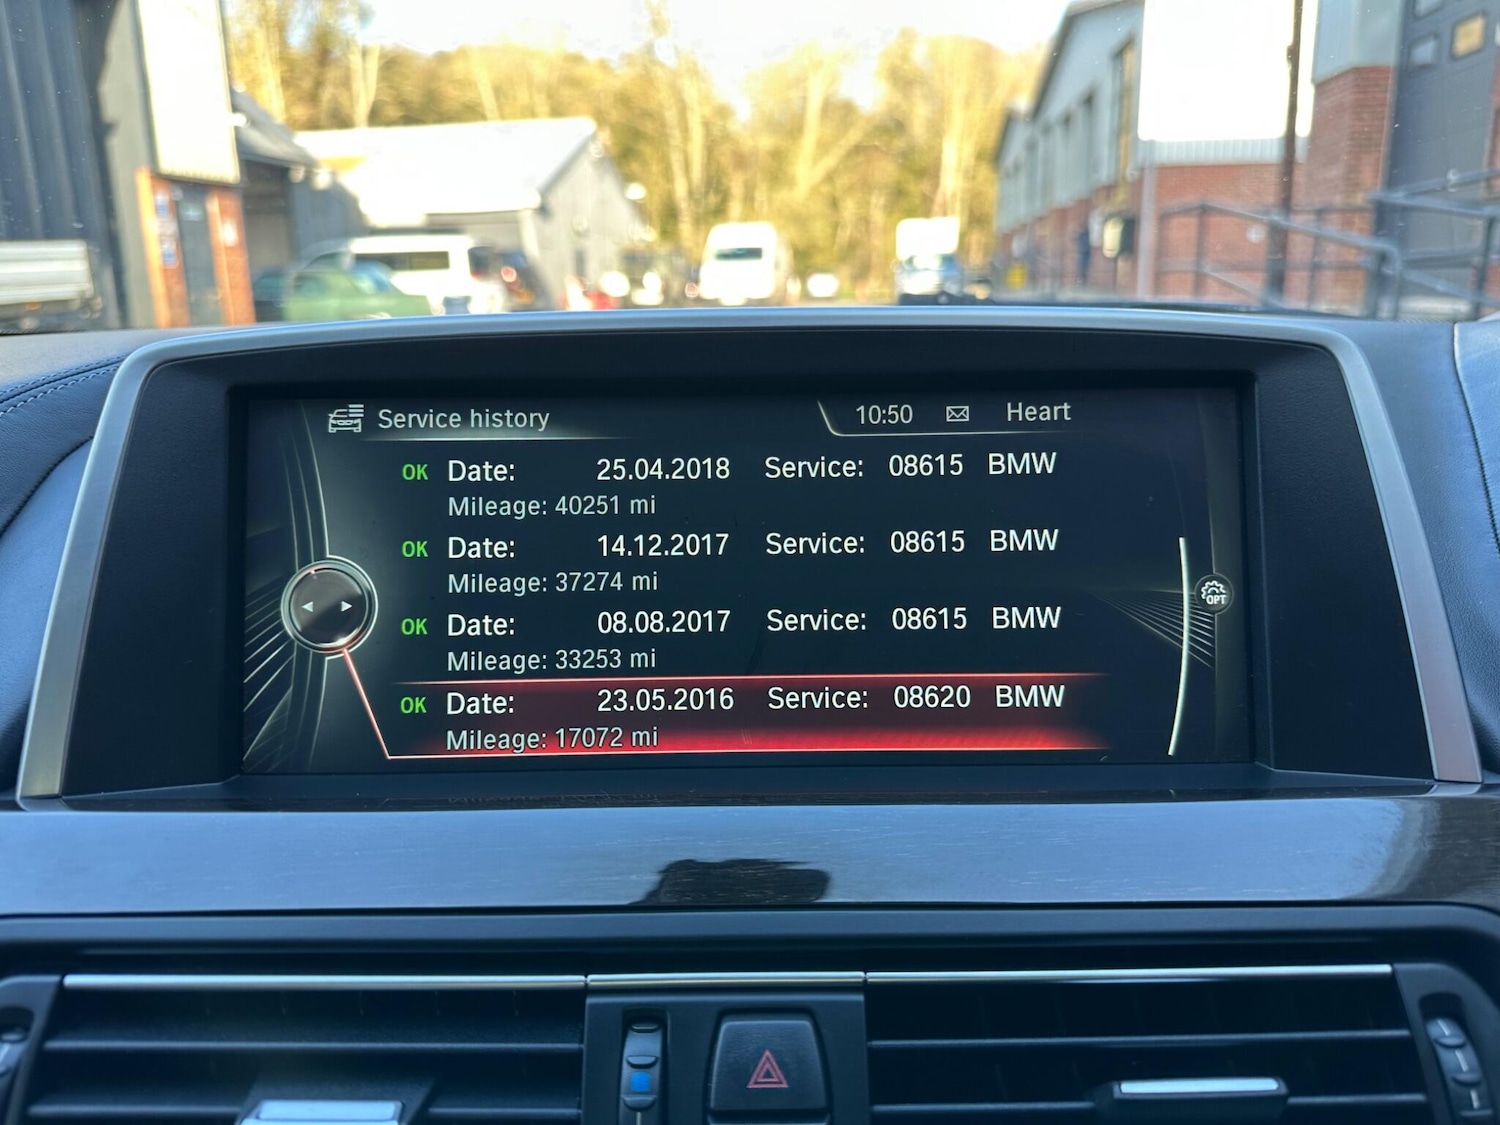 Service history 10:50 Heart
OK Date: 25.04.2018 Service: 08615 BMW
Mileage: 40251 mi
OK Date: 14.12.2017 Service: 08615 BMW
Mileage: 37274 mi
OK Date: 08.08.2017 Service: 08615 BMW
Mileage: 33253 mi
OK Date: 23.05.2016 Service: 08620 BMW
Mileage: 17072 mi
OPT